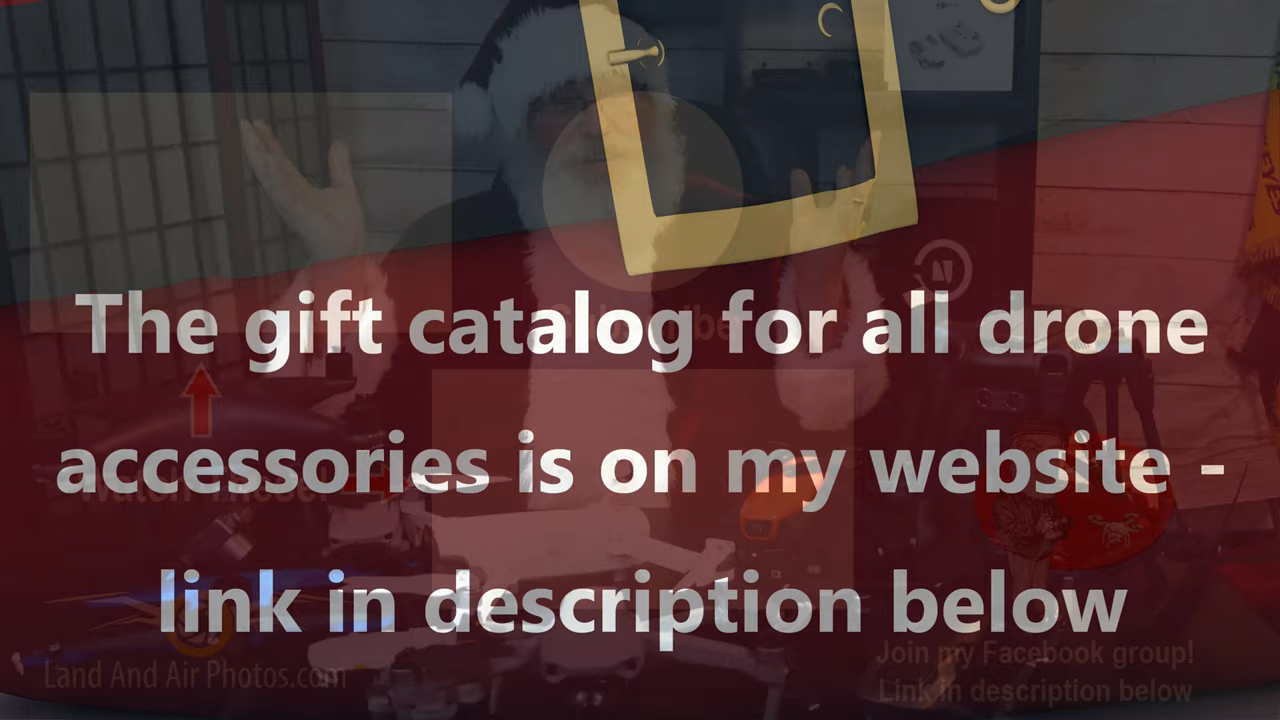 The gift catalog for all drone
accessories is on my website -
link in description below
Land And Air Photos.com
Join my Facebook group!
Link in description below